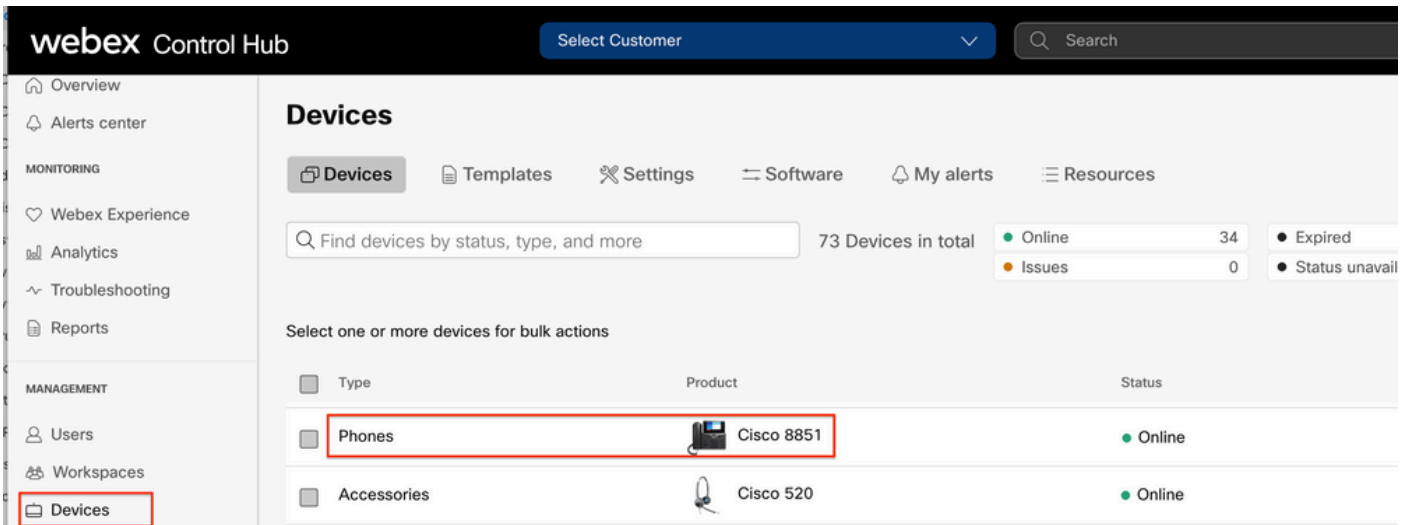 webex Control Hub
Select Customer
Search
Overview
Alerts center
MONITORING
Webex Experience
Analytics
Troubleshooting
Reports
MANAGEMENT
Users
Workspaces
Devices
Devices
Devices
Templates
Settings
Software
My alerts
Resources
Find devices by status, type, and more
73 Devices in total
Online 34
Expired
Issues 0
Status unavail
Select one or more devices for bulk actions
Type Product Status
Phones Cisco 8851 Online
Accessories Cisco 520 Online